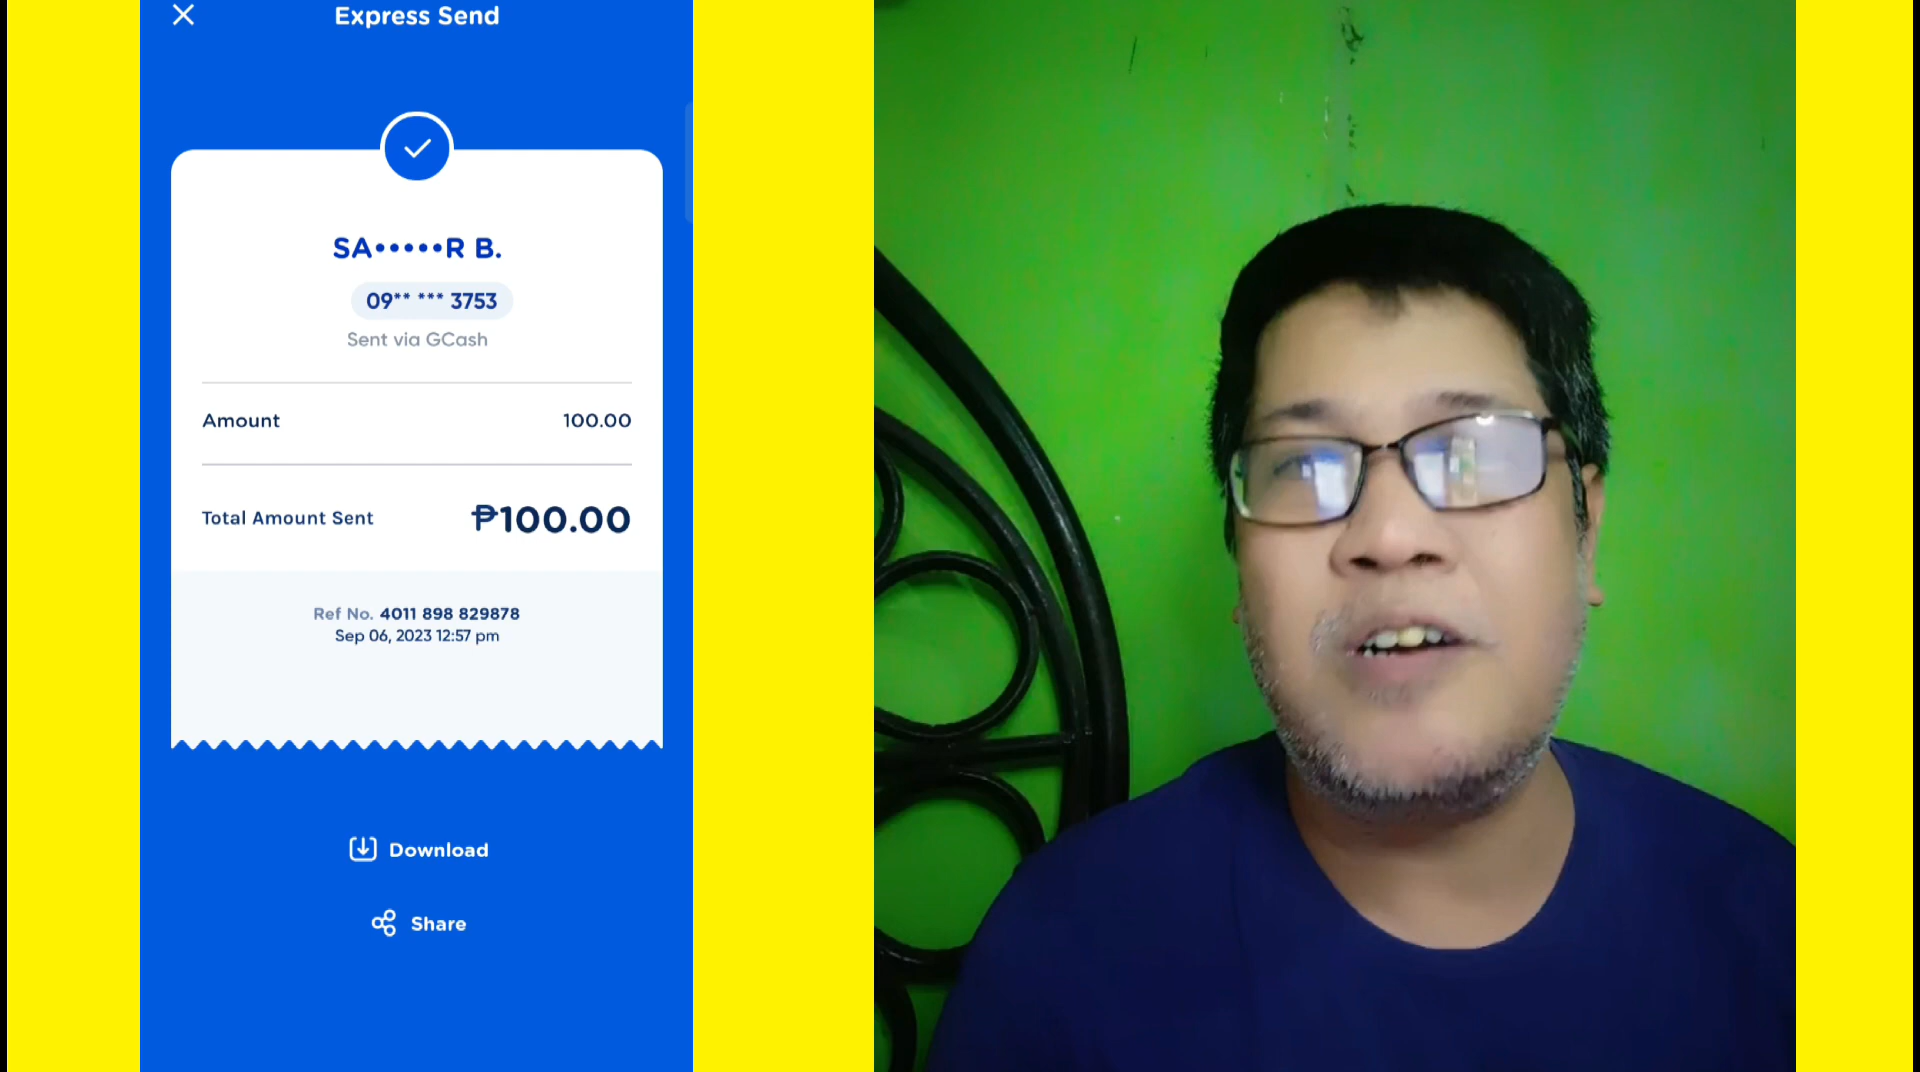 Express Send
SA•••••R B.
09** *** 3753
Sent via GCash
Amount 100.00
Total Amount Sent ₱100.00
Ref No. 4011 898 829878
Sep 06, 2023 12:57 pm
Download
Share